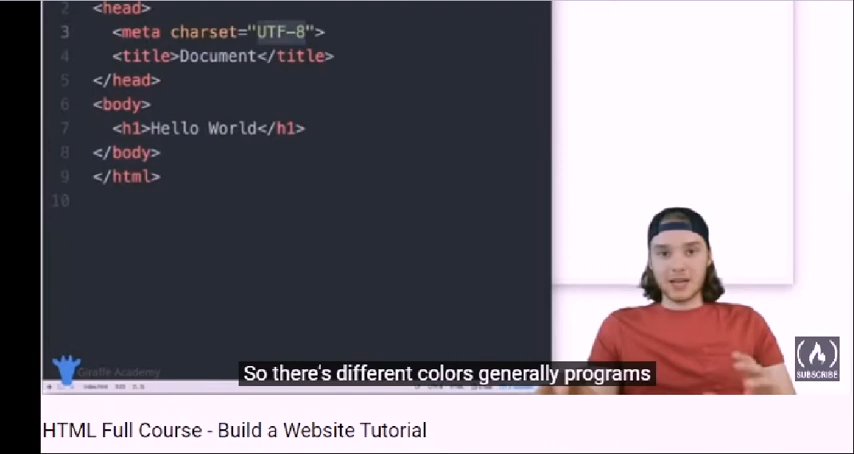 2 <head>
3 <meta charset="UTF-8">
4 <title>Document</title>
5 </head>
6 <body>
7 <h1>Hello World</h1>
8 </body>
9 </html>
10
Giraffe Academy
SUBSCRIBE
So there's different colors generally programs
HTML Full Course - Build a Website Tutorial